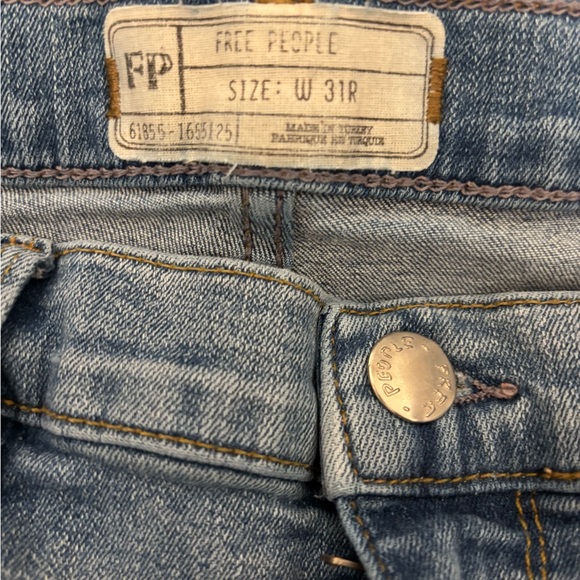 FP
FREE PEOPLE
SIZE: W 31R
MADE IN TURKEY
FABRIQUE EN TURQUIE
FREE · PEOPLE ·